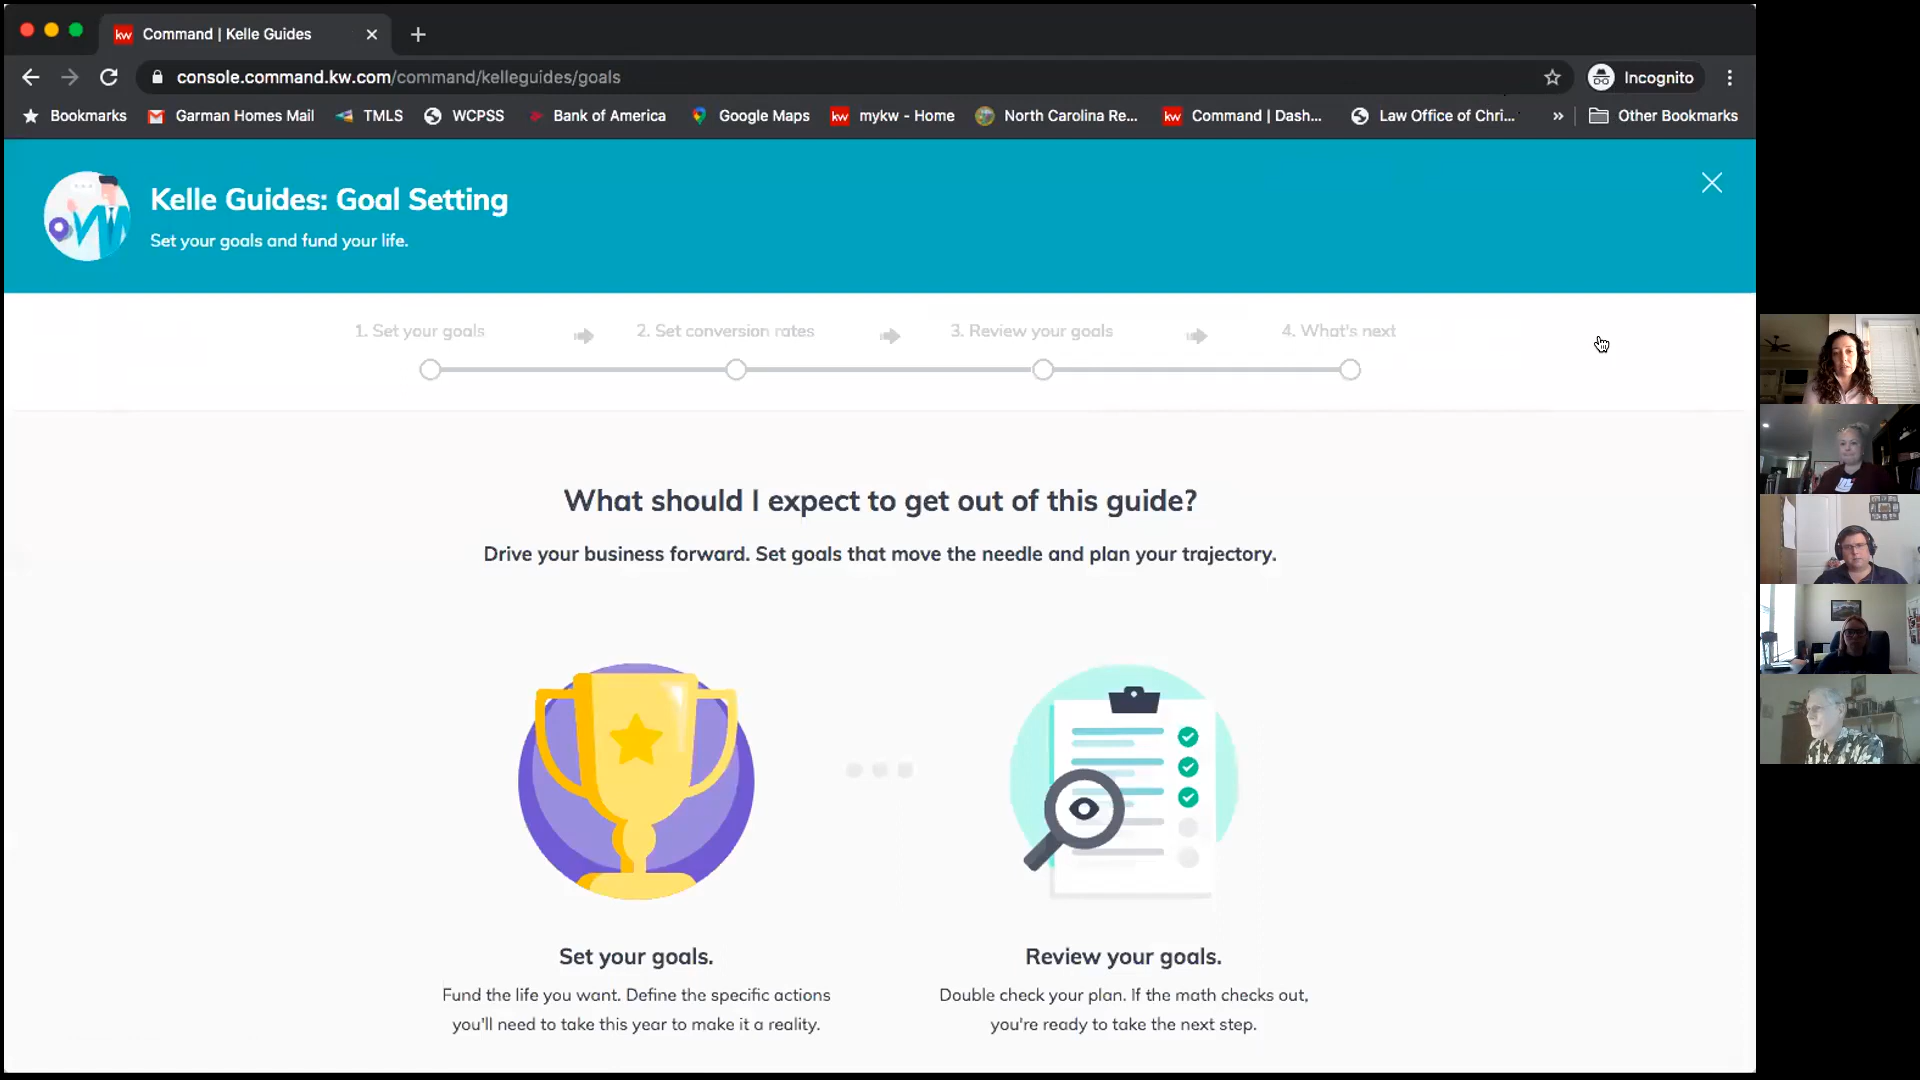 kw Command | Kelle Guides
console.command.kw.com/command/kelleguides/goals
Incognito
Bookmarks
Garman Homes Mail
TMLS
WCPSS
Bank of America
Google Maps
kw mykw - Home
North Carolina Re...
kw Command | Dash...
Law Office of Chri...
»
Other Bookmarks
Kelle Guides: Goal Setting
Set your goals and fund your life.
1. Set your goals
2. Set conversion rates
3. Review your goals
4. What's next
What should I expect to get out of this guide?
Drive your business forward. Set goals that move the needle and plan your trajectory.
Set your goals.
Fund the life you want. Define the specific actions
you'll need to take this year to make it a reality.
Review your goals.
Double check your plan. If the math checks out,
you're ready to take the next step.